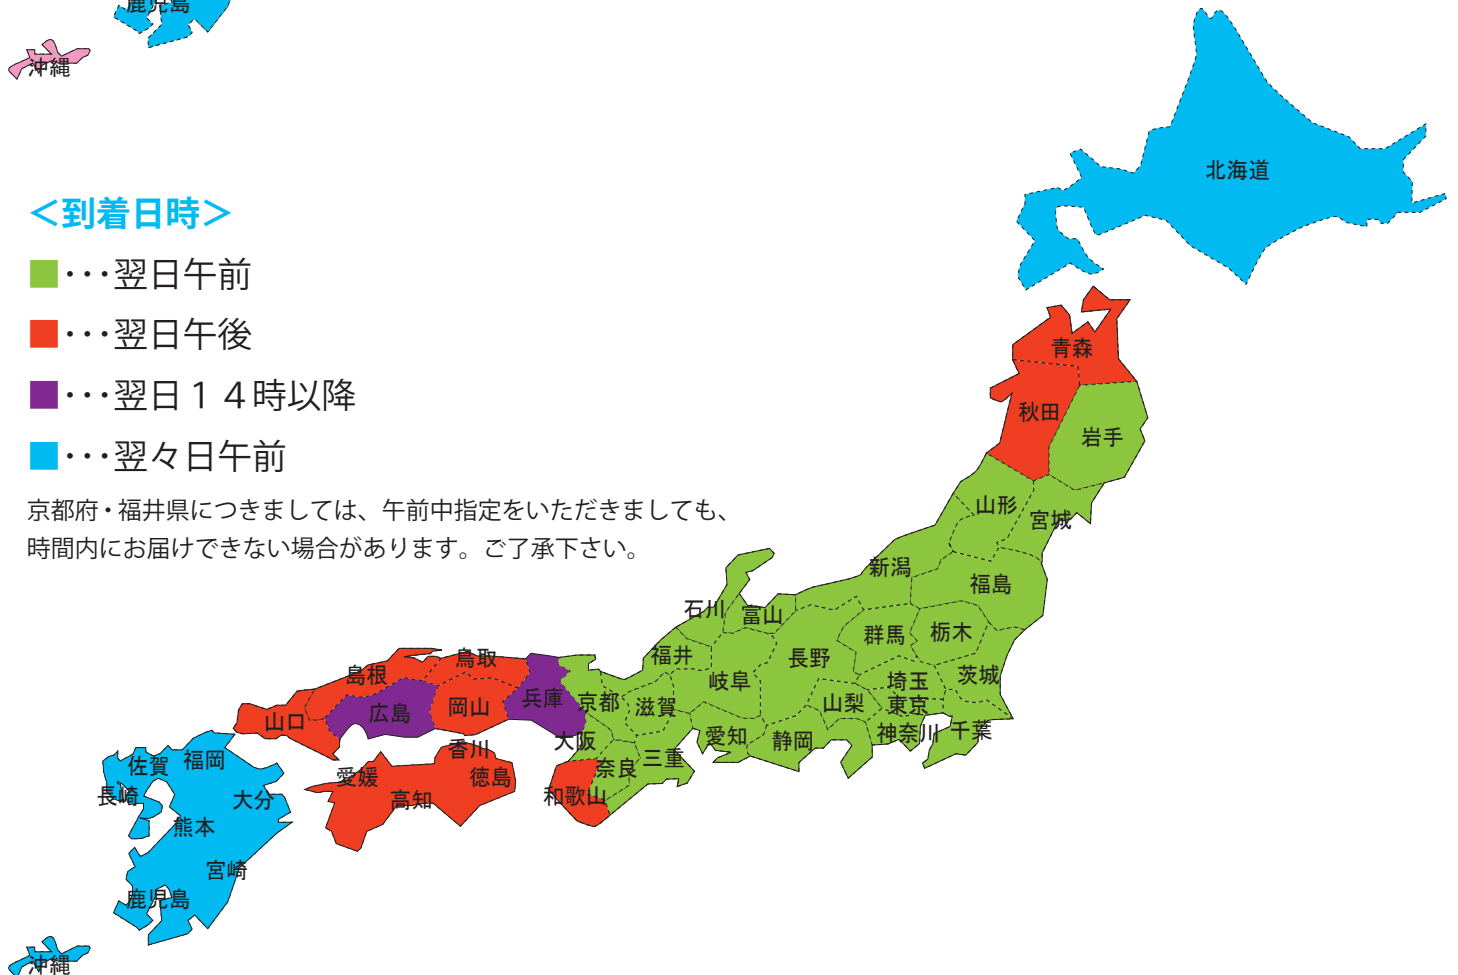 鹿児島
沖縄
＜到着日時＞
■･･･翌日午前
■･･･翌日午後
■･･･翌日１４時以降
■･･･翌々日午前
京都府・福井県につきましては、午前中指定をいただきましても、
時間内にお届けできない場合があります。ご了承下さい。
北海道
青森
秋田
岩手
山形
宮城
新潟
福島
石川
富山
群馬
栃木
福井
長野
岐阜
茨城
埼玉
鳥取
島根
兵庫
京都
滋賀
山梨
東京
岡山
広島
山口
大阪
愛知
静岡
神奈川
千葉
香川
奈良
三重
愛媛
徳島
高知
和歌山
佐賀
福岡
長崎
大分
熊本
宮崎
鹿児島
沖縄